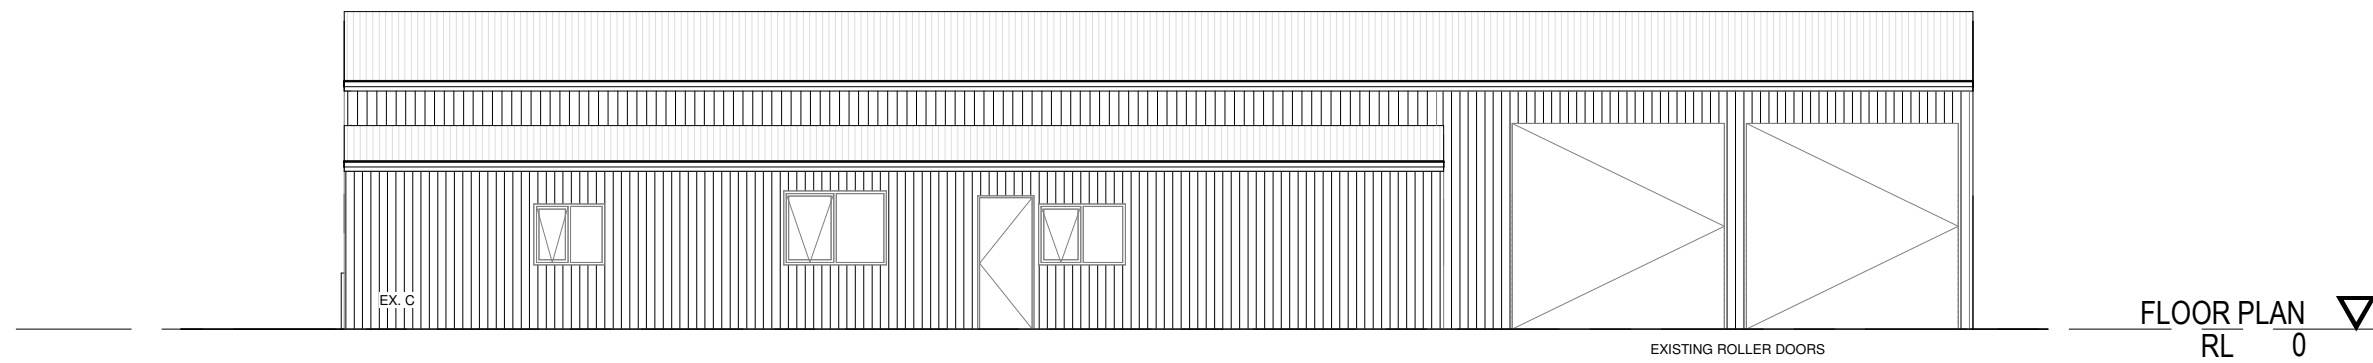 EX. C
FLOOR PLAN
RL 0
EXISTING ROLLER DOORS